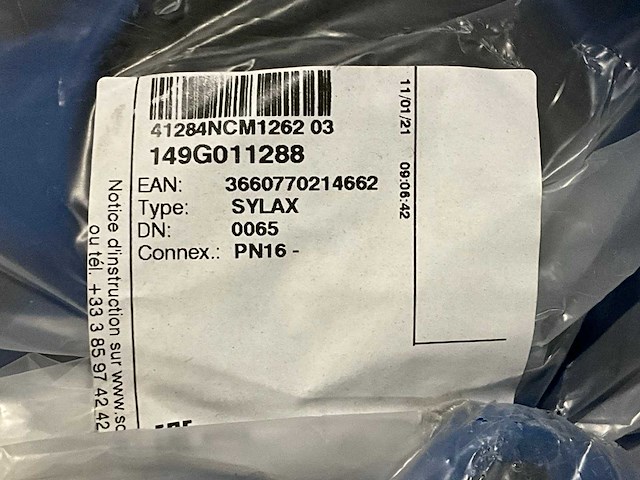 41284NCM1262 03
149G011288
EAN: 3660770214662
Type: SYLAX
DN: 0065
Connex.: PN16 -
11/01/21 09:06:42
Notice d'instruction sur www.so
ou tél. +33 3 85 97 42 42